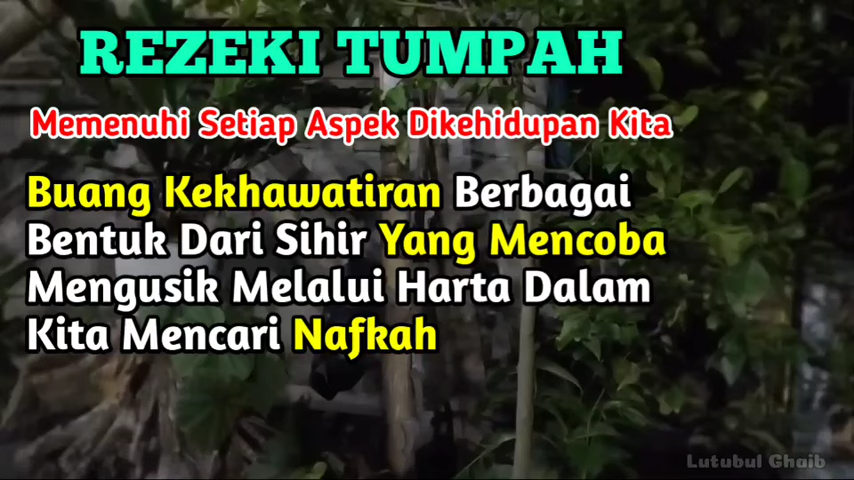 REZEKI TUMPAH
Memenuhi Setiap Aspek Dikehidupan Kita
Buang Kekhawatiran Berbagai
Bentuk Dari Sihir Yang Mencoba
Mengusik Melalui Harta Dalam
Kita Mencari Nafkah
Lutubul Ghaib